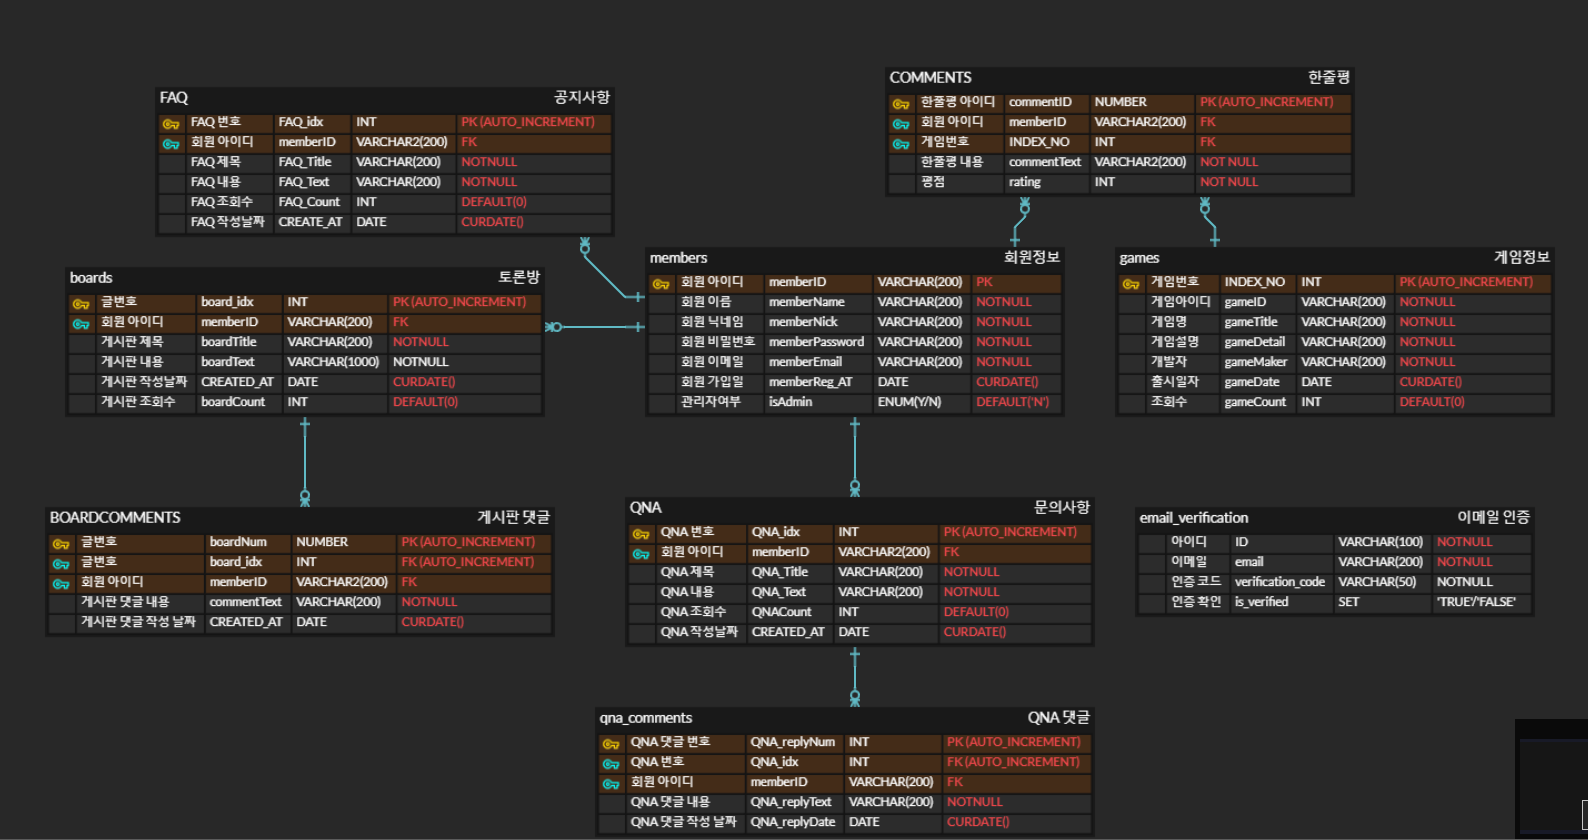 COMMENTS 한줄평
한줄평 아이디 commentID NUMBER PK (AUTO_INCREMENT)
회원 아이디 memberID VARCHAR2(200) FK
게임번호 INDEX_NO INT FK
한줄평 내용 commentText VARCHAR2(200) NOT NULL
평점 rating INT NOT NULL
FAQ 공지사항
FAQ 번호 FAQ_idx INT PK (AUTO_INCREMENT)
회원 아이디 memberID VARCHAR2(200) FK
FAQ 제목 FAQ_Title VARCHAR(200) NOTNULL
FAQ 내용 FAQ_Text VARCHAR(200) NOTNULL
FAQ 조회수 FAQ_Count INT DEFAULT(0)
FAQ 작성날짜 CREATE_AT DATE CURDATE()
boards 토론방
글번호 board_idx INT PK (AUTO_INCREMENT)
회원 아이디 memberID VARCHAR(200) FK
게시판 제목 boardTitle VARCHAR(200) NOTNULL
게시판 내용 boardText VARCHAR(1000) NOTNULL
게시판 작성날짜 CREATED_AT DATE CURDATE()
게시판 조회수 boardCount INT DEFAULT(0)
members 회원정보
회원 아이디 memberID VARCHAR(200) PK
회원 이름 memberName VARCHAR(200) NOTNULL
회원 닉네임 memberNick VARCHAR(200) NOTNULL
회원 비밀번호 memberPassword VARCHAR(200) NOTNULL
회원 이메일 memberEmail VARCHAR(200) NOTNULL
회원 가입일 memberReg_AT DATE CURDATE()
관리자여부 isAdmin ENUM(Y/N) DEFAULT('N')
games 게임정보
게임번호 INDEX_NO INT PK (AUTO_INCREMENT)
게임아이디 gameID VARCHAR(200) NOTNULL
게임명 gameTitle VARCHAR(200) NOTNULL
게임설명 gameDetail VARCHAR(200) NOTNULL
개발자 gameMaker VARCHAR(200) NOTNULL
출시일자 gameDate DATE CURDATE()
조회수 gameCount INT DEFAULT(0)
BOARDCOMMENTS 게시판 댓글
글번호 boardNum NUMBER PK (AUTO_INCREMENT)
글번호 board_idx INT FK (AUTO_INCREMENT)
회원 아이디 memberID VARCHAR2(200) FK
게시판 댓글 내용 commentText VARCHAR(200) NOTNULL
게시판 댓글 작성 날짜 CREATED_AT DATE CURDATE()
QNA 문의사항
QNA 번호 QNA_idx INT PK (AUTO_INCREMENT)
회원 아이디 memberID VARCHAR2(200) FK
QNA 제목 QNA_Title VARCHAR(200) NOTNULL
QNA 내용 QNA_Text VARCHAR(200) NOTNULL
QNA 조회수 QNACount INT DEFAULT(0)
QNA 작성날짜 CREATED_AT DATE CURDATE()
email_verification 이메일 인증
아이디 ID VARCHAR(100) NOTNULL
이메일 email VARCHAR(200) NOTNULL
인증 코드 verification_code VARCHAR(50) NOTNULL
인증 확인 is_verified SET 'TRUE'/'FALSE'
qna_comments QNA 댓글
QNA 댓글 번호 QNA_replyNum INT PK (AUTO_INCREMENT)
QNA 번호 QNA_idx INT FK (AUTO_INCREMENT)
회원 아이디 memberID VARCHAR(200) FK
QNA 댓글 내용 QNA_replyText VARCHAR(200) NOTNULL
QNA 댓글 작성 날짜 QNA_replyDate DATE CURDATE()